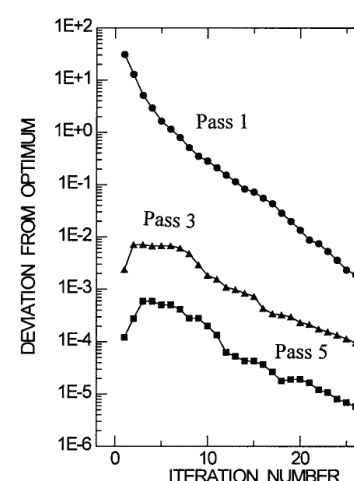 1E+2
1E+1
1E+0
1E-1
1E-2
1E-3
1E-4
1E-5
1E-6
DEVIATION FROM OPTIMUM
Pass 1
Pass 3
Pass 5
0 10 20
ITERATION NUMBER